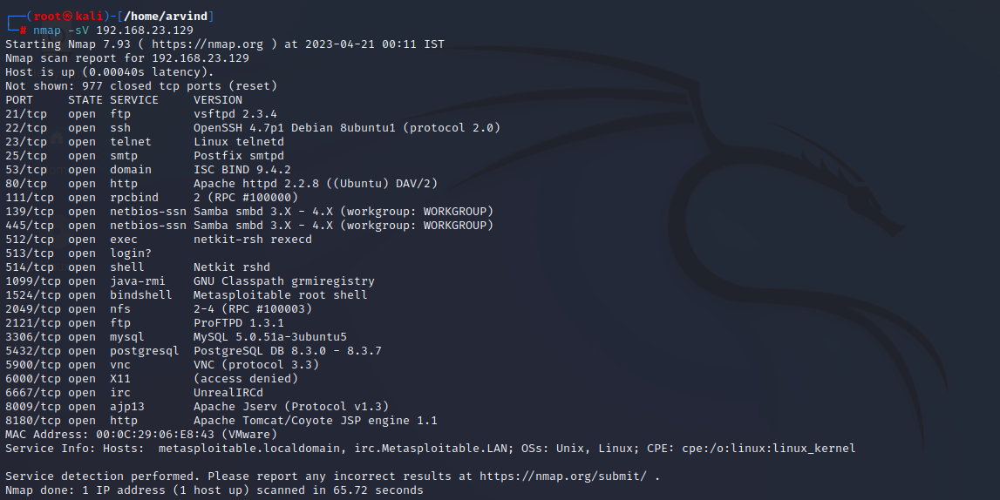 (root㉿kali)-[/home/arvind]
# nmap -sV 192.168.23.129
Starting Nmap 7.93 ( https://nmap.org ) at 2023-04-21 00:11 IST
Nmap scan report for 192.168.23.129
Host is up (0.00040s latency).
Not shown: 977 closed tcp ports (reset)
PORT     STATE SERVICE     VERSION
21/tcp   open  ftp         vsftpd 2.3.4
22/tcp   open  ssh         OpenSSH 4.7p1 Debian 8ubuntu1 (protocol 2.0)
23/tcp   open  telnet      Linux telnetd
25/tcp   open  smtp        Postfix smtpd
53/tcp   open  domain      ISC BIND 9.4.2
80/tcp   open  http        Apache httpd 2.2.8 ((Ubuntu) DAV/2)
111/tcp  open  rpcbind     2 (RPC #100000)
139/tcp  open  netbios-ssn Samba smbd 3.X - 4.X (workgroup: WORKGROUP)
445/tcp  open  netbios-ssn Samba smbd 3.X - 4.X (workgroup: WORKGROUP)
512/tcp  open  exec        netkit-rsh rexecd
513/tcp  open  login?
514/tcp  open  shell       Netkit rshd
1099/tcp open  java-rmi    GNU Classpath grmiregistry
1524/tcp open  bindshell   Metasploitable root shell
2049/tcp open  nfs         2-4 (RPC #100003)
2121/tcp open  ftp         ProFTPD 1.3.1
3306/tcp open  mysql       MySQL 5.0.51a-3ubuntu5
5432/tcp open  postgresql  PostgreSQL DB 8.3.0 - 8.3.7
5900/tcp open  vnc         VNC (protocol 3.3)
6000/tcp open  X11         (access denied)
6667/tcp open  irc         UnrealIRCd
8009/tcp open  ajp13       Apache Jserv (Protocol v1.3)
8180/tcp open  http        Apache Tomcat/Coyote JSP engine 1.1
MAC Address: 00:0C:29:06:E8:43 (VMware)
Service Info: Hosts:  metasploitable.localdomain, irc.Metasploitable.LAN; OSs: Unix, Linux; CPE: cpe:/o:linux:linux_kernel

Service detection performed. Please report any incorrect results at https://nmap.org/submit/ .
Nmap done: 1 IP address (1 host up) scanned in 65.72 seconds